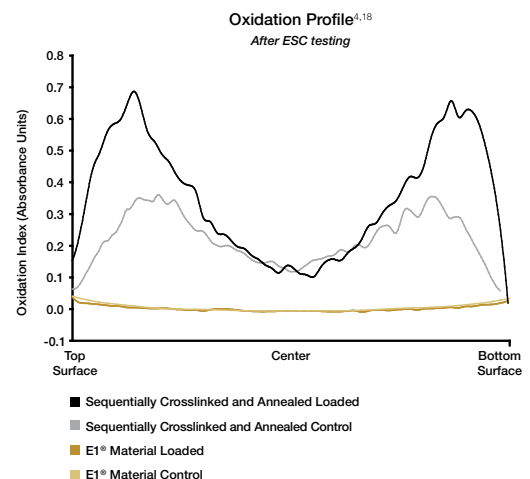 Oxidation Profile4,18
After ESC testing
Oxidation Index (Absorbance Units)
0.8
0.7
0.6
0.5
0.4
0.3
0.2
0.1
0.0
-0.1
Top Surface
Center
Bottom Surface
Sequentially Crosslinked and Annealed Loaded
Sequentially Crosslinked and Annealed Control
E1® Material Loaded
E1® Material Control